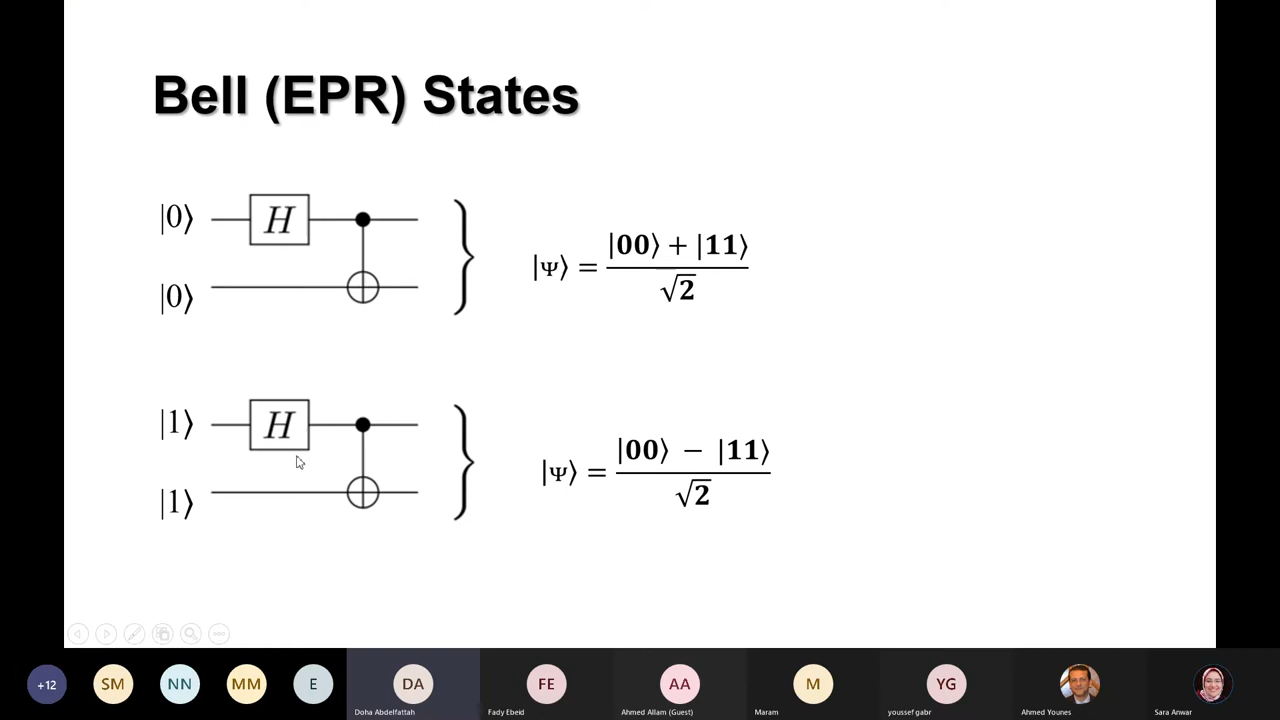 Bell (EPR) States
|0⟩ H
|0⟩
|Ψ⟩ = |00⟩ + |11⟩ / √2
|1⟩ H
|1⟩
|Ψ⟩ = |00⟩ − |11⟩ / √2
+12 SM NN MM E DA FE AA M YG
Doha Abdelfattah Fady Ebeid Ahmed Allam (Guest) Maram youssef gabr Ahmed Younes Sara Anwar